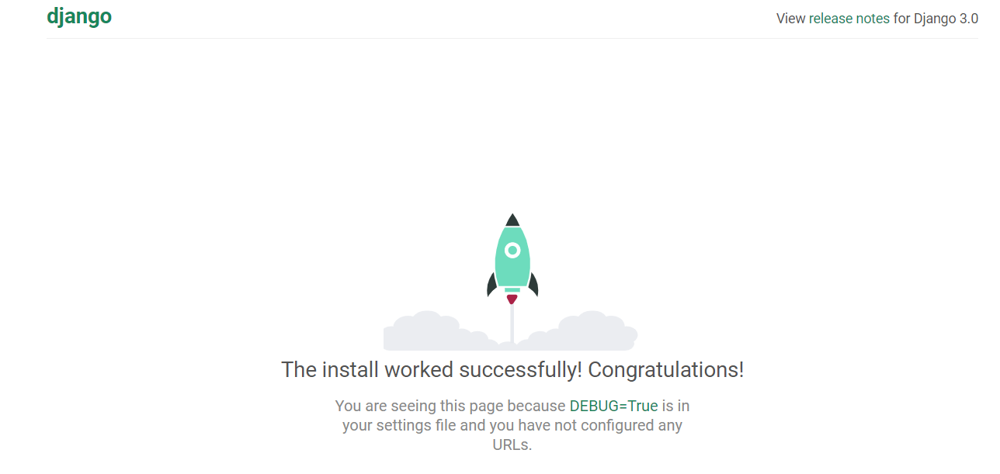 django
View release notes for Django 3.0
The install worked successfully! Congratulations!
You are seeing this page because DEBUG=True is in
your settings file and you have not configured any
URLs.